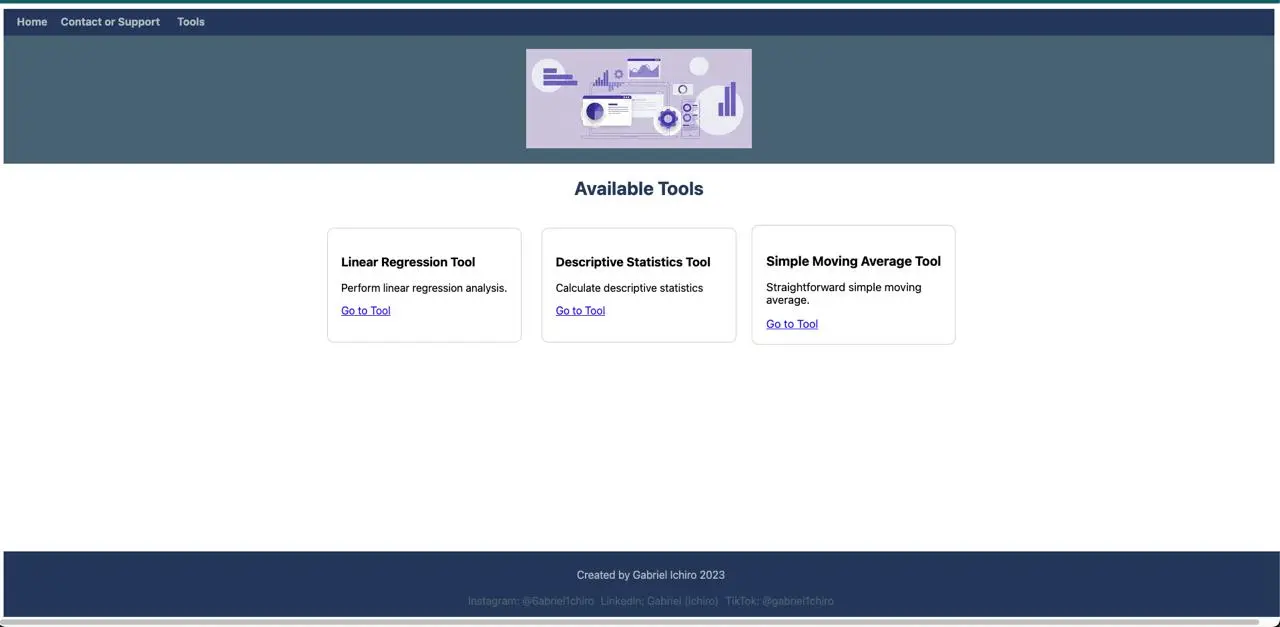 Home Contact or Support Tools
Available Tools
Linear Regression Tool
Perform linear regression analysis.
Go to Tool
Descriptive Statistics Tool
Calculate descriptive statistics
Go to Tool
Simple Moving Average Tool
Straightforward simple moving
average.
Go to Tool
Created by Gabriel Ichiro 2023
Instagram: @Gabriel1chiro LinkedIn: Gabriel (Ichiro) TikTok: @gabriel1chiro